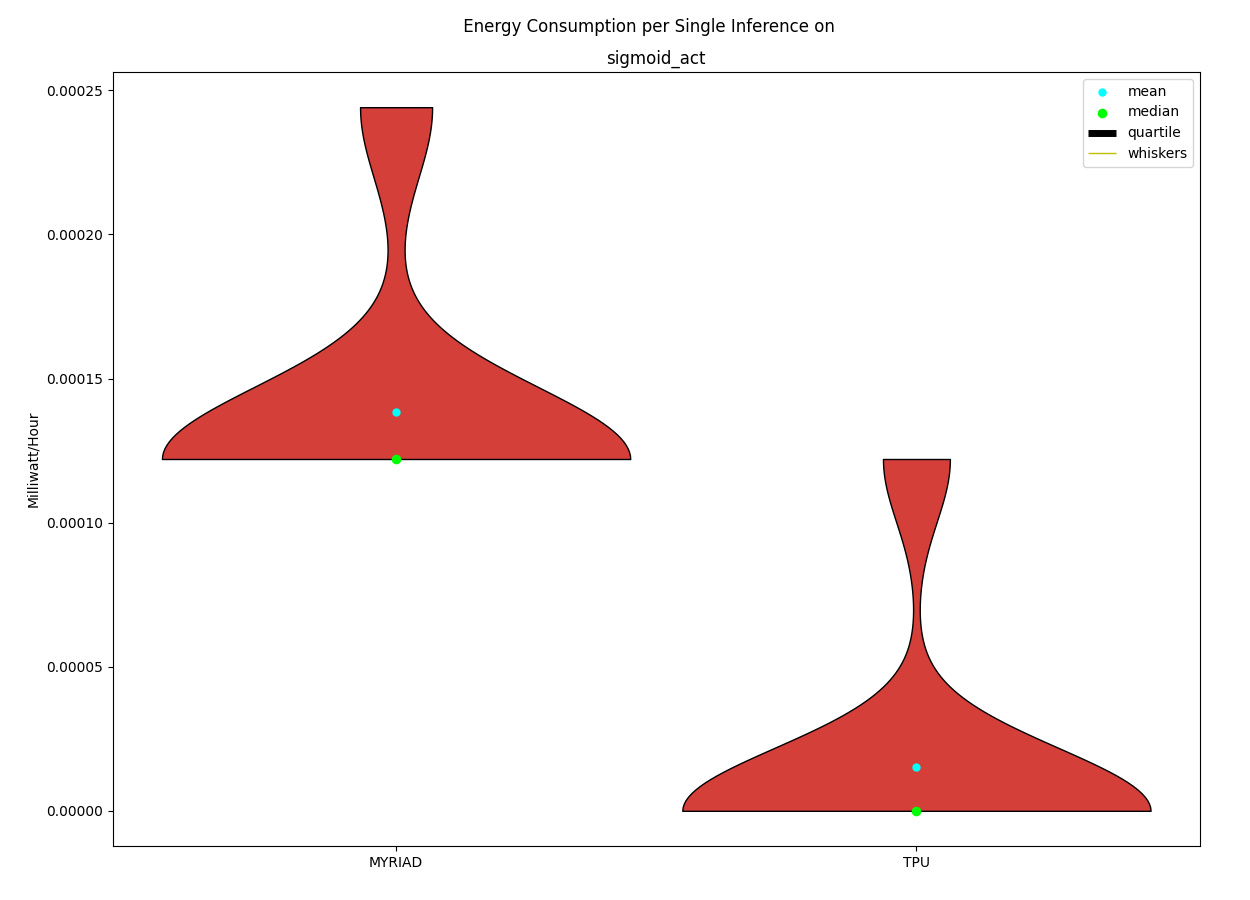 Energy Consumption per Single Inference on
sigmoid_act
mean
median
quartile
whiskers
Milliwatt/Hour
0.00025
0.00020
0.00015
0.00010
0.00005
0.00000
MYRIAD
TPU